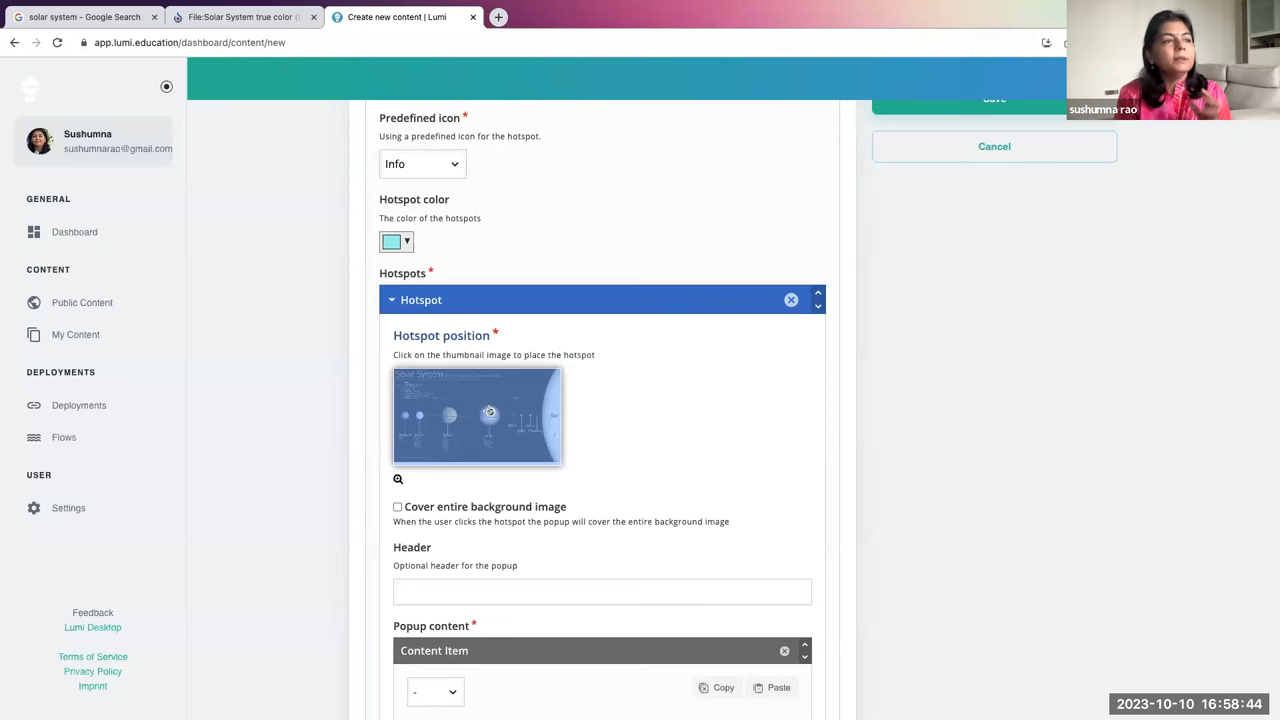 solar system - Google Search
File:Solar System true color (
Create new content | Lumi
app.lumi.education/dashboard/content/new
sushumna rao
Sushumna
sushumnarao@gmail.com
GENERAL
Dashboard
CONTENT
Public Content
My Content
DEPLOYMENTS
Deployments
Flows
USER
Settings
Feedback
Lumi Desktop
Terms of Service
Privacy Policy
Imprint
Predefined icon *
Using a predefined icon for the hotspot.
Info
Hotspot color
The color of the hotspots
Hotspots *
Hotspot
Hotspot position *
Click on the thumbnail image to place the hotspot
Solar System
Cover entire background image
When the user clicks the hotspot the popup will cover the entire background image
Header
Optional header for the popup
Popup content *
Content Item
-
Copy
Paste
Save
Cancel
2023-10-10 16:58:44